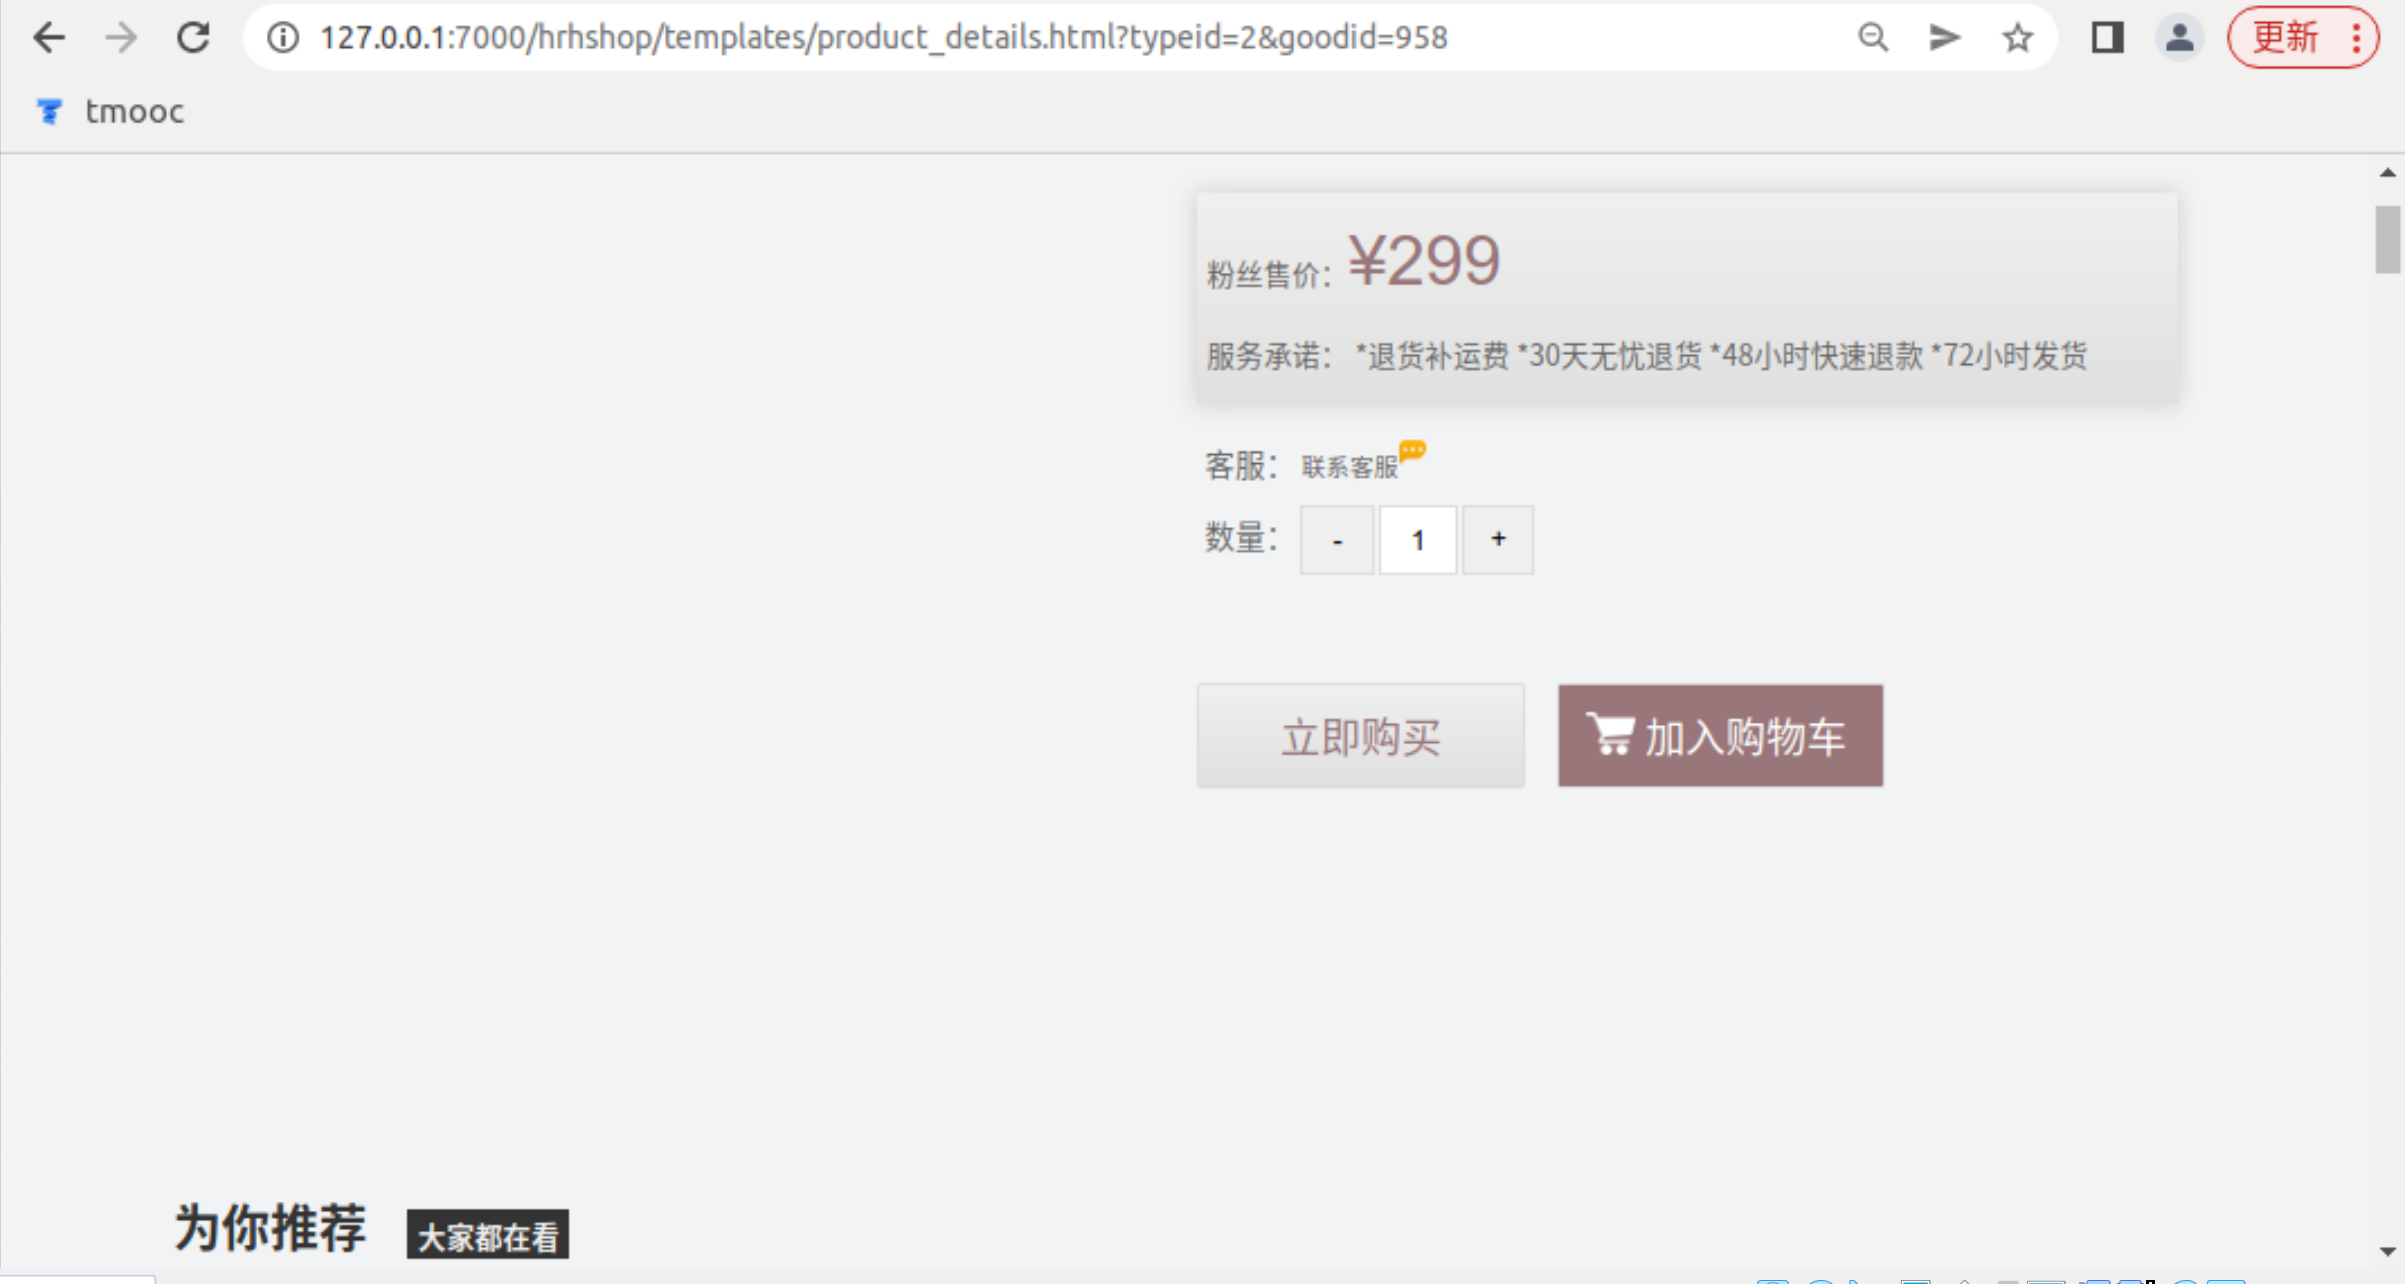 127.0.0.1:7000/hrhshop/templates/product_details.html?typeid=2&goodid=958
更新
tmooc
粉丝售价：¥299
服务承诺： *退货补运费 *30天无忧退货 *48小时快速退款 *72小时发货
客服： 联系客服
数量： - 1 +
立即购买 加入购物车
为你推荐 大家都在看